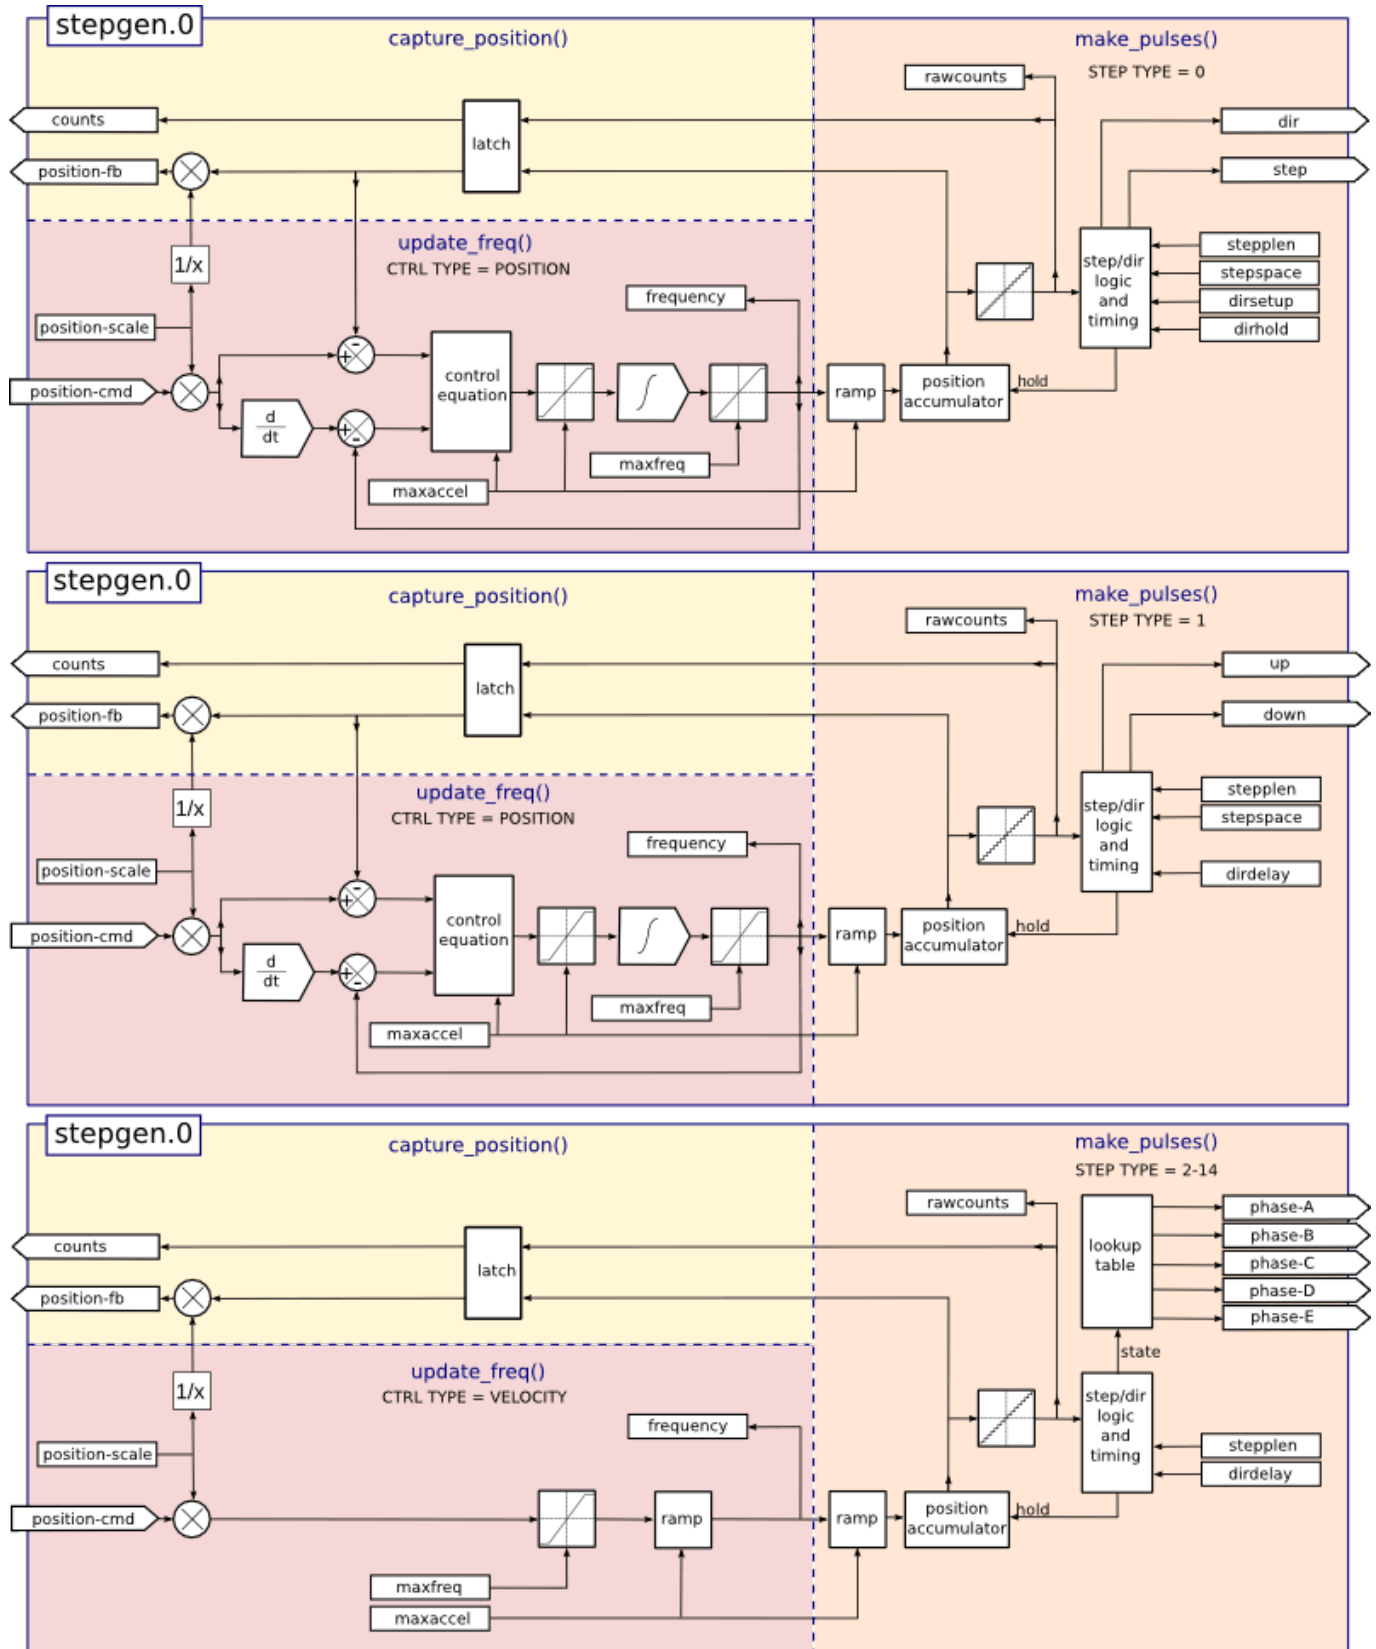 stepgen.0
capture_position()
make_pulses()
STEP TYPE = 0
rawcounts
counts
latch
dir
position-fb
step
update_freq()
CTRL TYPE = POSITION
1/x
step/dir
logic
and
timing
stepplen
stepspace
dirsetup
dirhold
frequency
position-scale
+
-
control
equation
position-cmd
d
dt
+
-
∫
ramp
position
accumulator
hold
maxfreq
maxaccel
stepgen.0
capture_position()
make_pulses()
STEP TYPE = 1
rawcounts
counts
latch
up
position-fb
down
update_freq()
CTRL TYPE = POSITION
1/x
step/dir
logic
and
timing
stepplen
stepspace
dirdelay
frequency
position-scale
+
-
control
equation
position-cmd
d
dt
+
-
∫
ramp
position
accumulator
hold
maxfreq
maxaccel
stepgen.0
capture_position()
make_pulses()
STEP TYPE = 2-14
rawcounts
lookup
table
phase-A
phase-B
phase-C
phase-D
phase-E
counts
latch
position-fb
state
update_freq()
CTRL TYPE = VELOCITY
1/x
step/dir
logic
and
timing
stepplen
dirdelay
frequency
position-scale
position-cmd
ramp
ramp
position
accumulator
hold
maxfreq
maxaccel